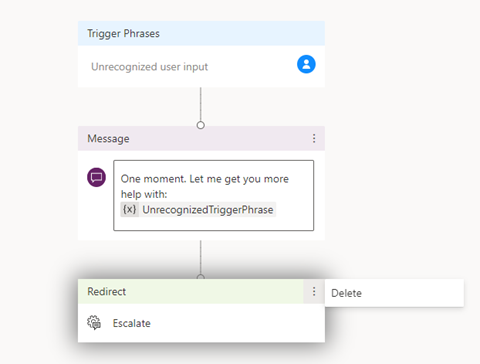 Trigger Phrases
Unrecognized user input
Message
One moment. Let me get you more
help with:
{x} UnrecognizedTriggerPhrase
Redirect
Delete
Escalate